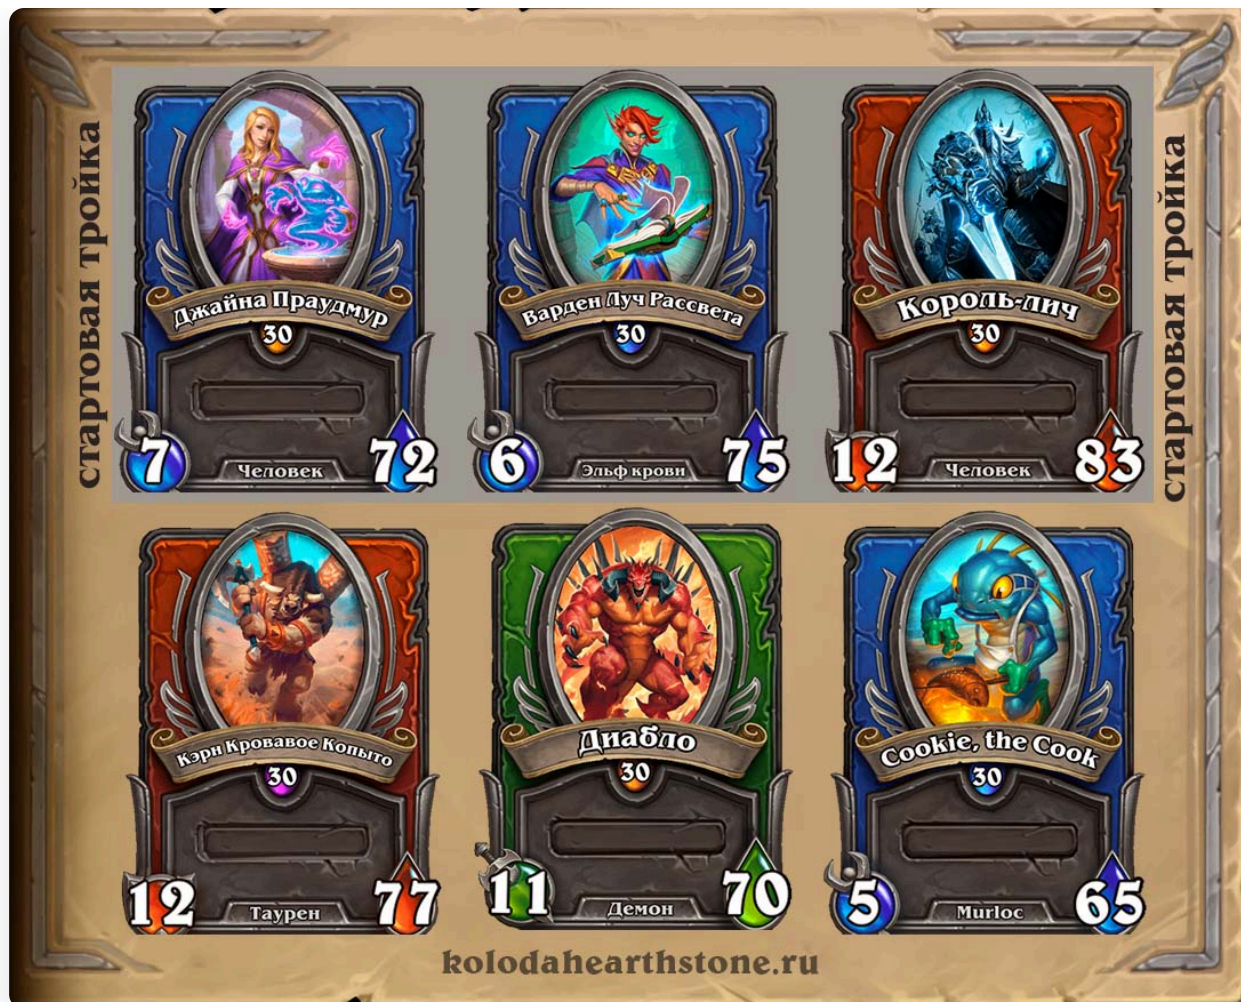 стартовая тройка
Джайна Праудмур
30
7
Человек
72
Варден Луч Рассвета
30
6
Эльф крови
75
Король-лич
30
12
Человек
83
стартовая тройка
Кэрн Кровавое Копыто
30
12
Таурен
77
Диабло
30
11
Демон
70
Cookie, the Cook
30
5
Murloc
65
kolodahearthstone.ru